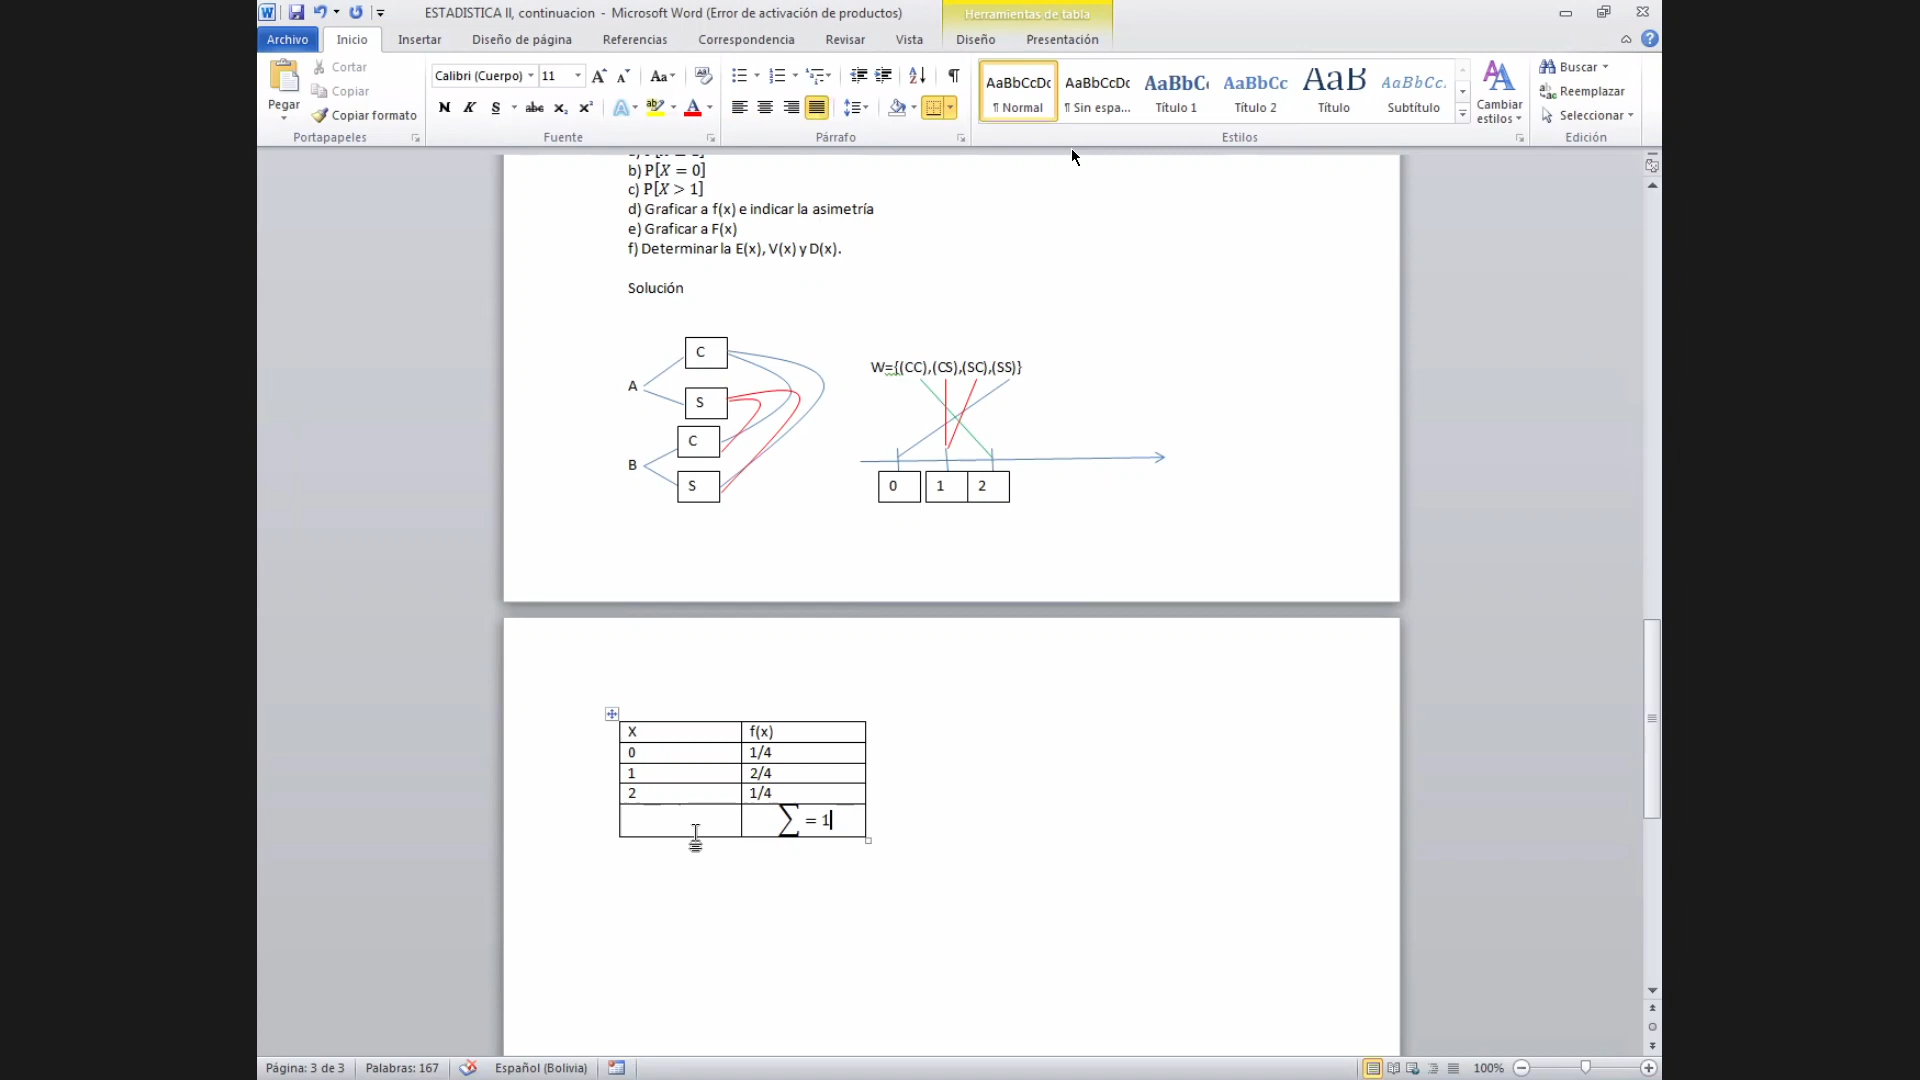 ESTADISTICA II, continuacion - Microsoft Word (Error de activación de productos)
Herramientas de tabla
Archivo Inicio Insertar Diseño de página Referencias Correspondencia Revisar Vista Diseño Presentación
Pegar
Cortar
Copiar
Copiar formato
Portapapeles
Calibri (Cuerpo) 11
N K S abc x₂ x² A
Fuente
Párrafo
AaBbCcDc AaBbCcDc AaBbC AaBbCc AaB AaBbCc.
¶ Normal ¶ Sin espa... Título 1 Título 2 Título Subtítulo
Estilos
Cambiar estilos
Buscar
Reemplazar
Seleccionar
Edición
b) P[X = 0]
c) P[X > 1]
d) Graficar a f(x) e indicar la asimetría
e) Graficar a F(x)
f) Determinar la E(x), V(x) y D(x).
Solución
C
A
S
C
B
S
W={(CC),(CS),(SC),(SS)}
0 1 2
X f(x)
0 1/4
1 2/4
2 1/4
∑ = 1
Página: 3 de 3 Palabras: 167 Español (Bolivia) 100%